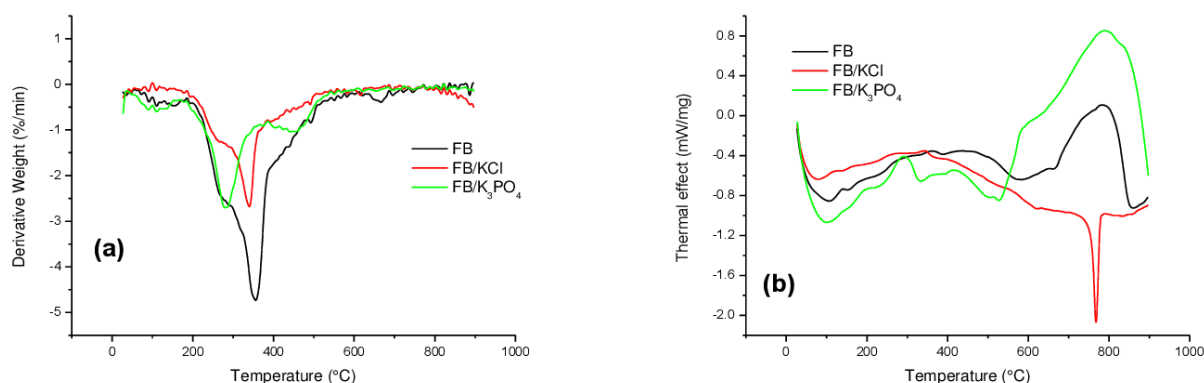 1
0
-1
-2
-3
-4
-5
Derivative Weight (%/min)
FB
FB/KCl
FB/K₃PO₄
(a)
0 200 400 600 800 1000
Temperature (°C)
0.8
0.4
0.0
-0.4
-0.8
-1.2
-1.6
-2.0
Thermal effect (mW/mg)
FB
FB/KCl
FB/K₃PO₄
(b)
0 200 400 600 800 1000
Temperature (°C)